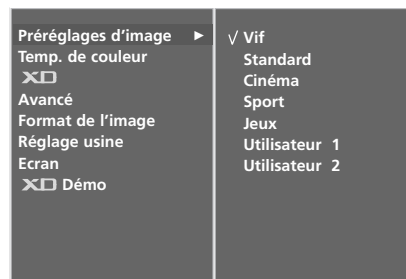 Préréglages d'image ►
Temp. de couleur
XD
Avancé
Format de l'image
Réglage usine
Ecran
XD Démo
√ Vif
Standard
Cinéma
Sport
Jeux
Utilisateur 1
Utilisateur 2